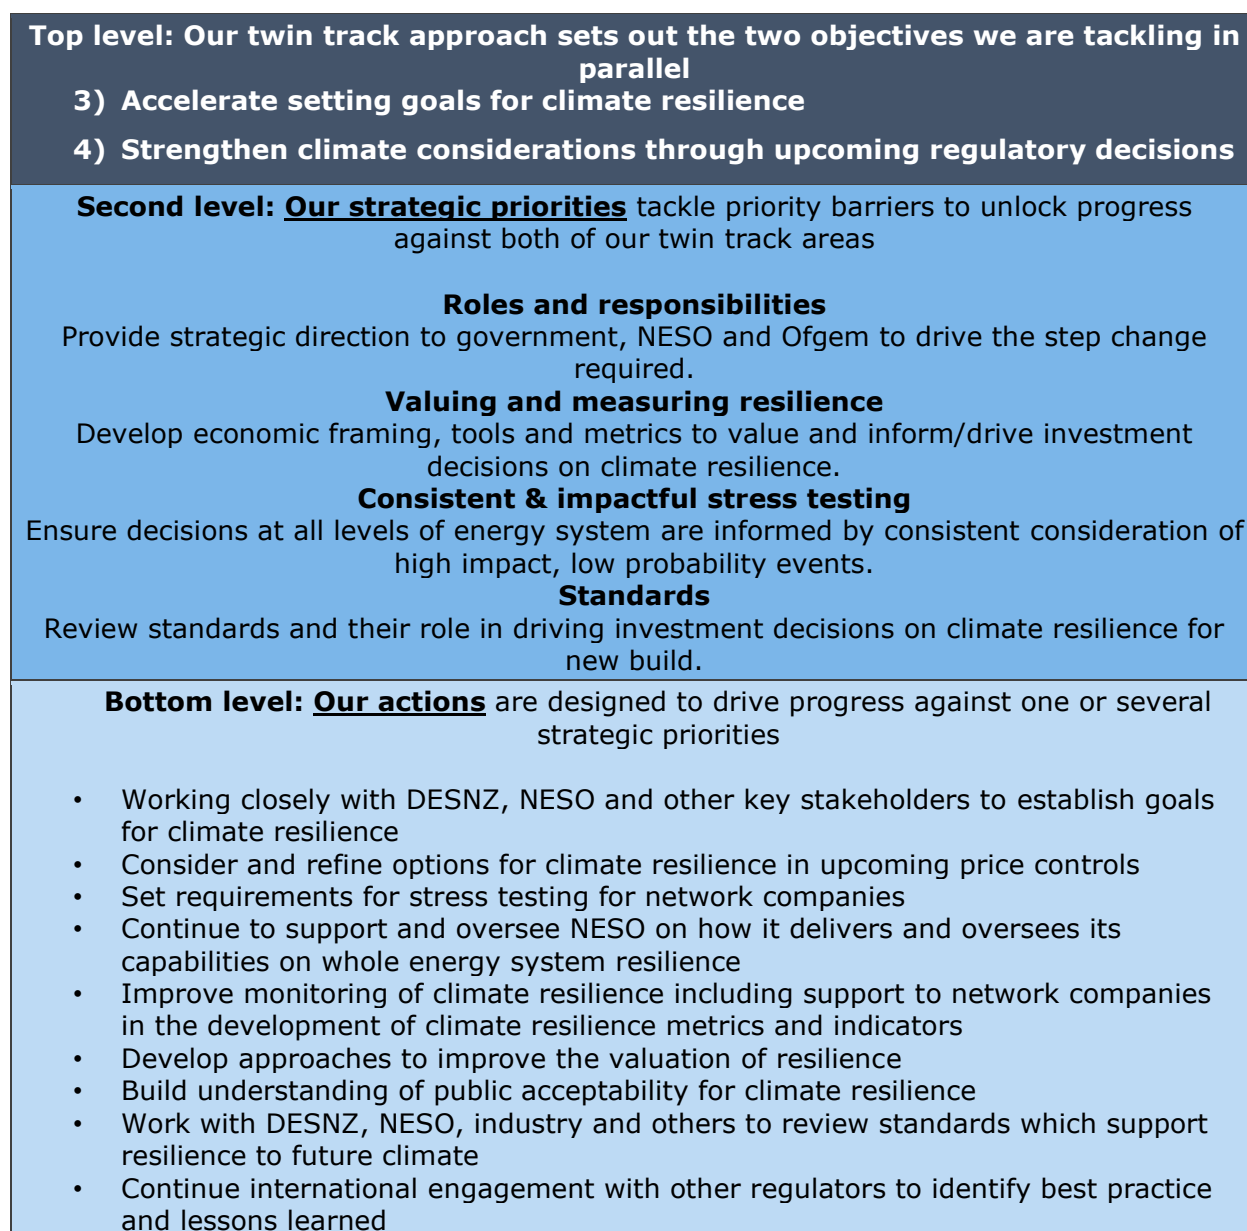 Top level: Our twin track approach sets out the two objectives we are tackling in
parallel
3) Accelerate setting goals for climate resilience
4) Strengthen climate considerations through upcoming regulatory decisions
Second level: Our strategic priorities tackle priority barriers to unlock progress
against both of our twin track areas
Roles and responsibilities
Provide strategic direction to government, NESO and Ofgem to drive the step change
required.
Valuing and measuring resilience
Develop economic framing, tools and metrics to value and inform/drive investment
decisions on climate resilience.
Consistent & impactful stress testing
Ensure decisions at all levels of energy system are informed by consistent consideration of
high impact, low probability events.
Standards
Review standards and their role in driving investment decisions on climate resilience for
new build.
Bottom level: Our actions are designed to drive progress against one or several
strategic priorities
• Working closely with DESNZ, NESO and other key stakeholders to establish goals
for climate resilience
• Consider and refine options for climate resilience in upcoming price controls
• Set requirements for stress testing for network companies
• Continue to support and oversee NESO on how it delivers and oversees its
capabilities on whole energy system resilience
• Improve monitoring of climate resilience including support to network companies
in the development of climate resilience metrics and indicators
• Develop approaches to improve the valuation of resilience
• Build understanding of public acceptability for climate resilience
• Work with DESNZ, NESO, industry and others to review standards which support
resilience to future climate
• Continue international engagement with other regulators to identify best practice
and lessons learned